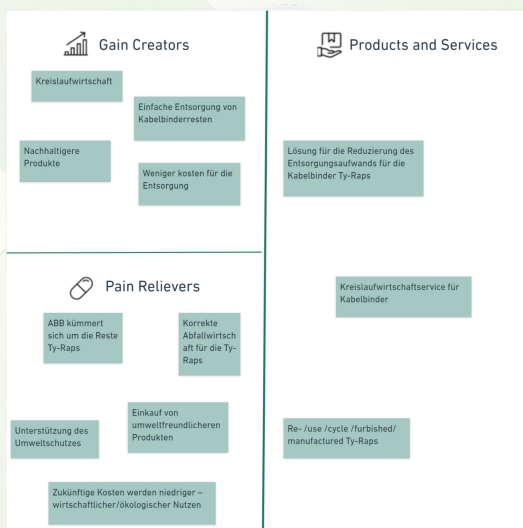 Gain Creators
Kreislaufwirtschaft
Einfache Entsorgung von
Kabelbinderresten
Nachhaltigere
Produkte
Weniger kosten für die
Entsorgung
Pain Relievers
ABB kümmert
sich um die Reste
Ty-Raps
Korrekte
Abfallwirtsch
aft für die Ty-
Raps
Einkauf von
umweltfreundlicheren
Produkten
Unterstützung des
Umweltschutzes
Zukünftige Kosten werden niedriger –
wirtschaftlicher/ökologischer Nutzen
Products and Services
Lösung für die Reduzierung des
Entsorgungsaufwands für die
Kabelbinder Ty-Raps
Kreislaufwirtschaftservice für
Kabelbinder
Re- /use /cycle /furbished/
manufactured Ty-Raps